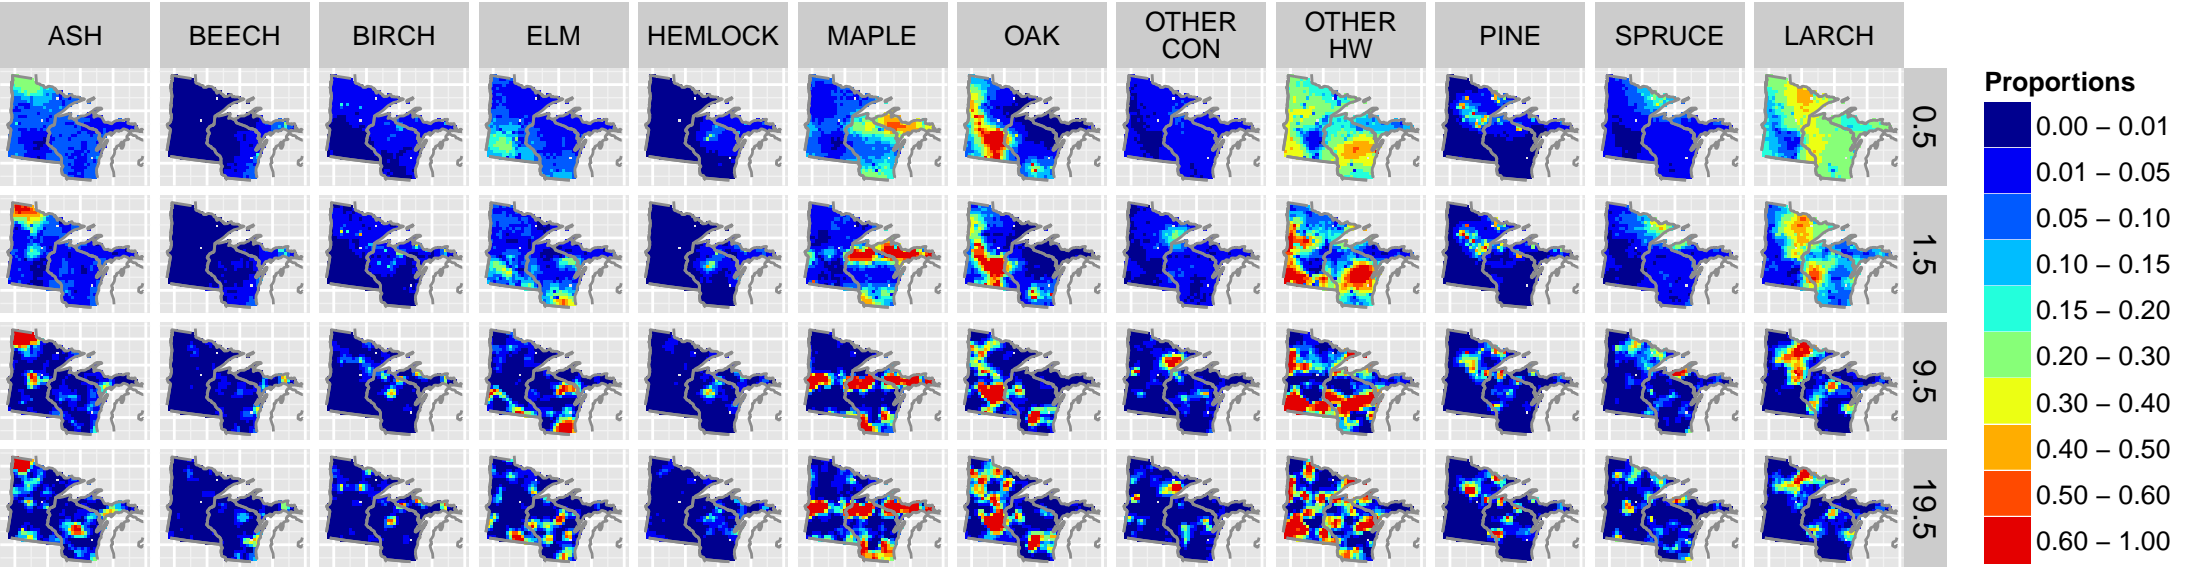 ASH
BEECH
BIRCH
ELM
HEMLOCK
MAPLE
OAK
OTHER
CON
OTHER
HW
PINE
SPRUCE
LARCH
0.5
1.5
9.5
19.5
Proportions
0.00 – 0.01
0.01 – 0.05
0.05 – 0.10
0.10 – 0.15
0.15 – 0.20
0.20 – 0.30
0.30 – 0.40
0.40 – 0.50
0.50 – 0.60
0.60 – 1.00